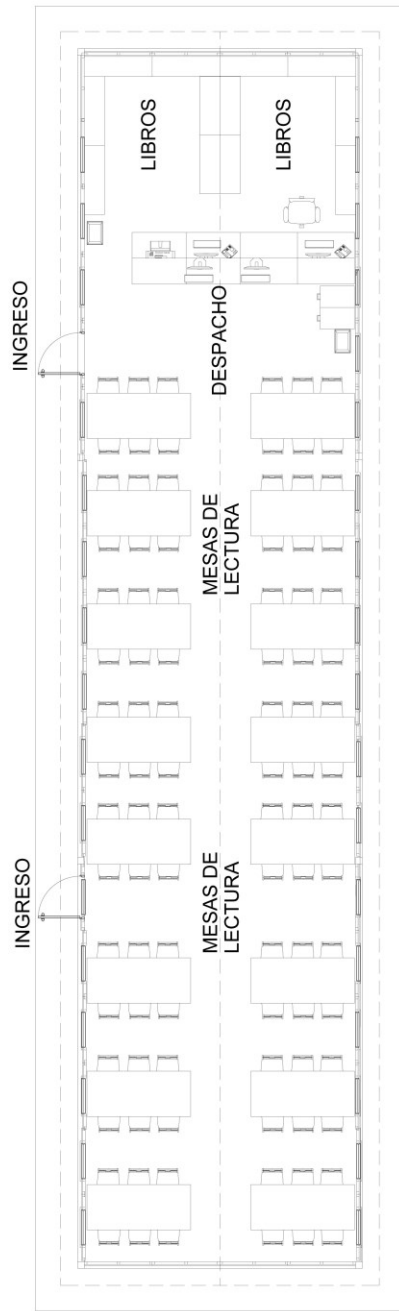 INGRESO
INGRESO
MESAS DE
LECTURA
MESAS DE
LECTURA
DESPACHO
LIBROS
LIBROS